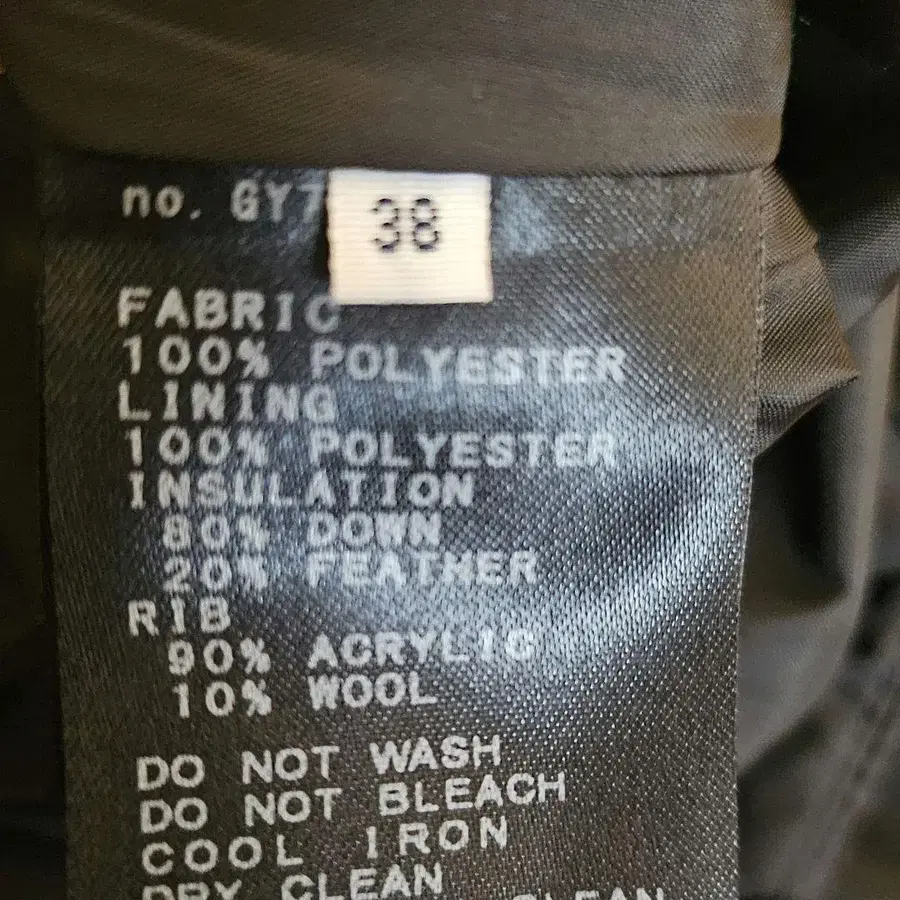 no. GY7
38
FABRIC
100% POLYESTER
LINING
100% POLYESTER
INSULATION
80% DOWN
20% FEATHER
RIB
90% ACRYLIC
10% WOOL
DO NOT WASH
DO NOT BLEACH
COOL IRON
DRY CLEAN
CLEAN